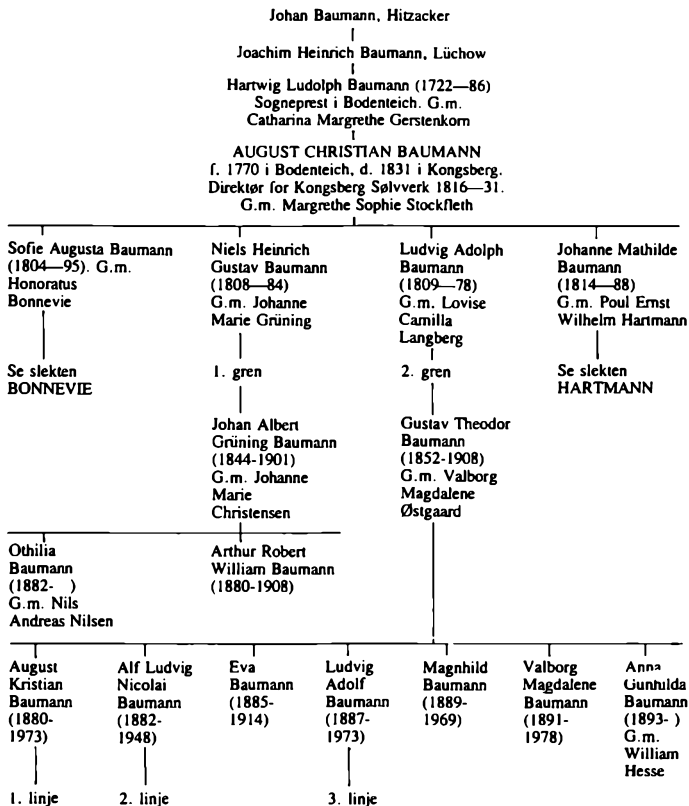 Johan Baumann, Hitzacker
Joachim Heinrich Baumann, Lüchow
Hartwig Ludolph Baumann (1722—86)
Sogneprest i Bodenteich. G.m.
Catharina Margrethe Gerstenkorn
AUGUST CHRISTIAN BAUMANN
f. 1770 i Bodenteich, d. 1831 i Kongsberg.
Direktør for Kongsberg Sølvverk 1816—31.
G.m. Margrethe Sophie Stockfleth
Sofie Augusta Baumann
(1804—95). G.m.
Honoratus
Bonnevie
Se slekten
BONNEVIE
Niels Heinrich
Gustav Baumann
(1808—84)
G.m. Johanne
Marie Grüning
1. gren
Johan Albert
Grüning Baumann
(1844-1901)
G.m. Johanne
Marie
Christensen
Ludvig Adolph
Baumann
(1809—78)
G.m. Lovise
Camilla
Langberg
2. gren
Gustav Theodor
Baumann
(1852-1908)
G.m. Valborg
Magdalene
Østgaard
Johanne Mathilde
Baumann
(1814—88)
G.m. Poul Ernst
Wilhelm Hartmann
Se slekten
HARTMANN
Othilia
Baumann
(1882- )
G.m. Nils
Andreas Nilsen
Arthur Robert
William Baumann
(1880-1908)
August
Kristian
Baumann
(1880-
1973)
1. linje
Alf Ludvig
Nicolai
Baumann
(1882-
1948)
2. linje
Eva
Baumann
(1885-
1914)
Ludvig
Adolf
Baumann
(1887-
1973)
3. linje
Magnhild
Baumann
(1889-
1969)
Valborg
Magdalene
Baumann
(1891-
1978)
Anna
Gunhilda
Baumann
(1893- )
G.m.
William
Hesse